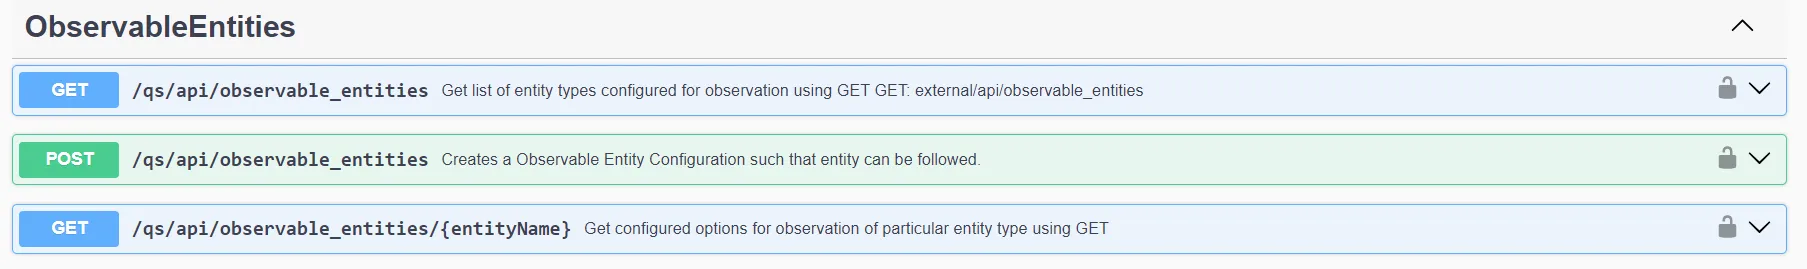 ObservableEntities
GET /qs/api/observable_entities Get list of entity types configured for observation using GET GET: external/api/observable_entities
POST /qs/api/observable_entities Creates a Observable Entity Configuration such that entity can be followed.
GET /qs/api/observable_entities/{entityName} Get configured options for observation of particular entity type using GET